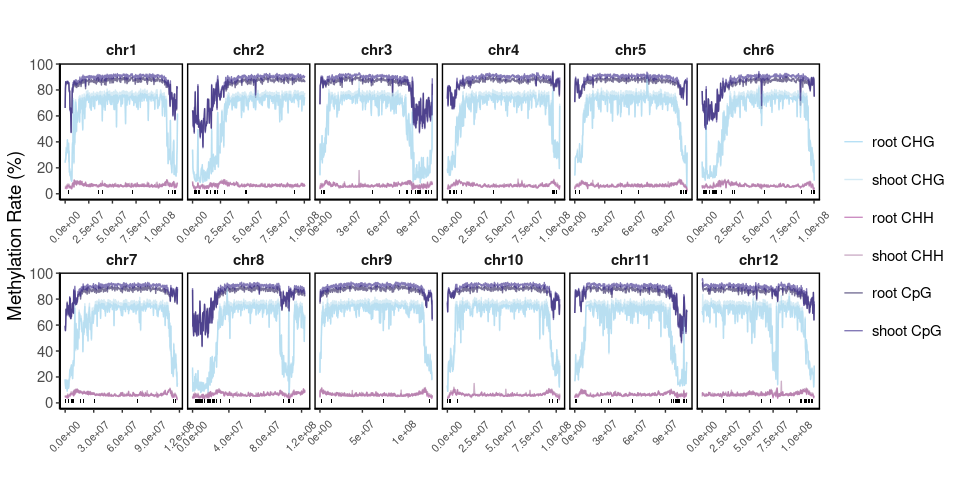 chr1 chr2 chr3 chr4 chr5 chr6
100
80
60
40
20
0
0.0e+00 2.5e+07 5.0e+07 7.5e+07 1.0e+08 0.0e+00 2.5e+07 5.0e+07 7.5e+07 1.0e+08 0e+00 3e+07 6e+07 9e+07 0.0e+00 2.5e+07 5.0e+07 7.5e+07 1.0e+08 0e+00 3e+07 6e+07 9e+07 0.0e+00 2.5e+07 5.0e+07 7.5e+07 1.0e+08
Methylation Rate (%)
chr7 chr8 chr9 chr10 chr11 chr12
100
80
60
40
20
0
0.0e+00 3.0e+07 6.0e+07 9.0e+07 1.2e+08 0.0e+00 4.0e+07 8.0e+07 1.2e+08 0e+00 5e+07 1e+08 0.0e+00 2.5e+07 5.0e+07 7.5e+07 1.0e+08 0e+00 3e+07 6e+07 9e+07 0.0e+00 2.5e+07 5.0e+07 7.5e+07 1.0e+08
root CHG
shoot CHG
root CHH
shoot CHH
root CpG
shoot CpG